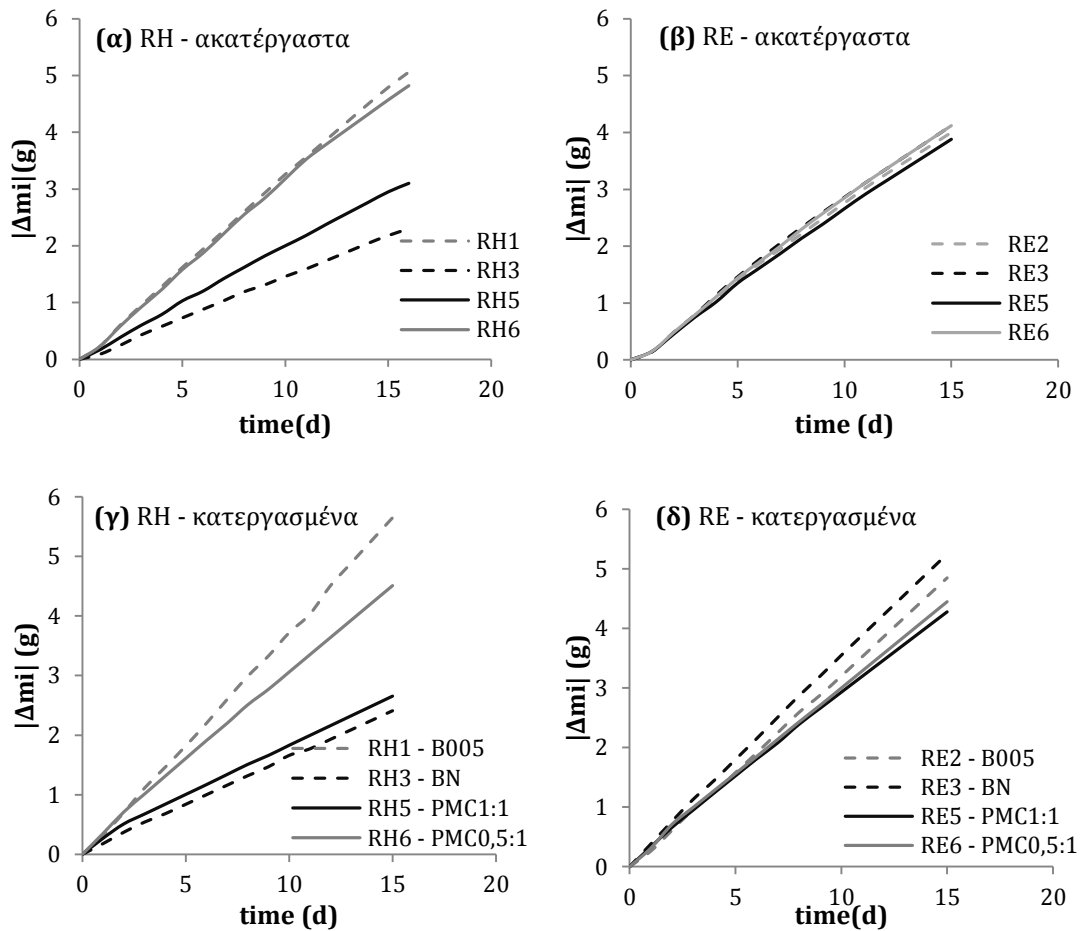 (α) RH - ακατέργαστα
6
5
4
3
2
1
0
|Δmi| (g)
0 5 10 15 20
time(d)
RH1
RH3
RH5
RH6
(β) RE - ακατέργαστα
6
5
4
3
2
1
0
|Δmi| (g)
0 5 10 15 20
time (d)
RE2
RE3
RE5
RE6
(γ) RH - κατεργασμένα
6
5
4
3
2
1
0
|Δmi| (g)
0 5 10 15 20
time (d)
RH1 - B005
RH3 - BN
RH5 - PMC1:1
RH6 - PMC0,5:1
(δ) RE - κατεργασμένα
6
5
4
3
2
1
0
|Δmi| (g)
0 5 10 15 20
time(d)
RE2 - B005
RE3 - BN
RE5 - PMC1:1
RE6 - PMC0,5:1